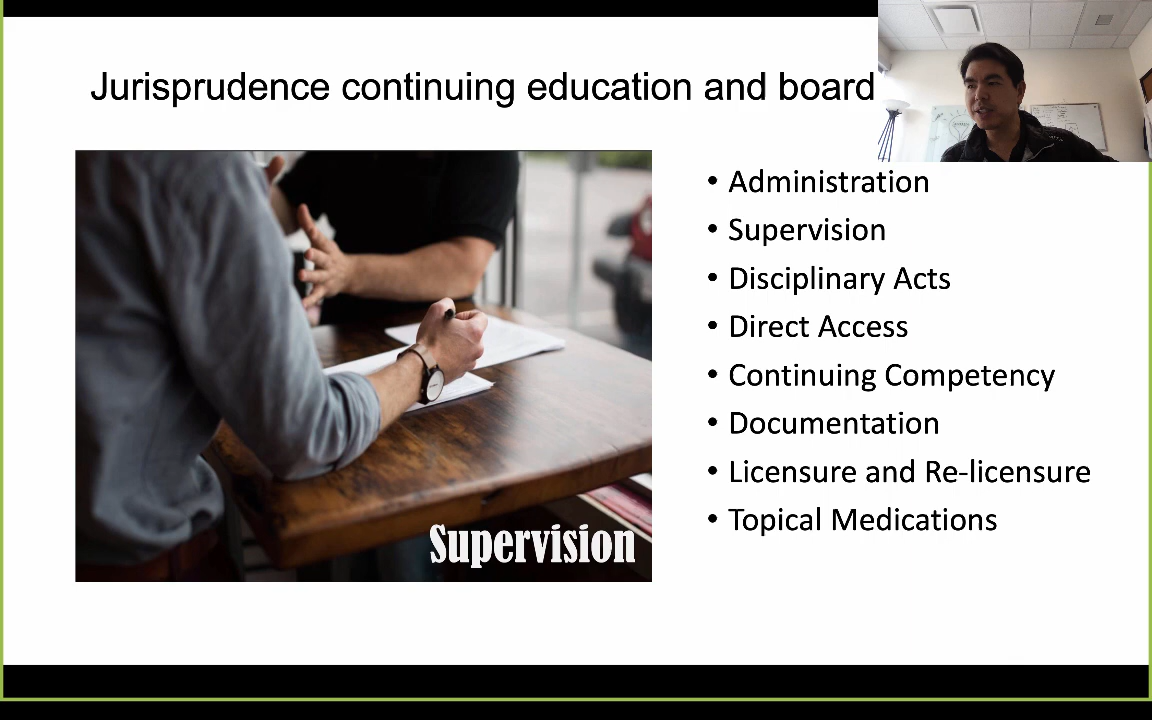 Jurisprudence continuing education and board
• Administration
• Supervision
• Disciplinary Acts
• Direct Access
• Continuing Competency
• Documentation
• Licensure and Re-licensure
• Topical Medications
Supervision